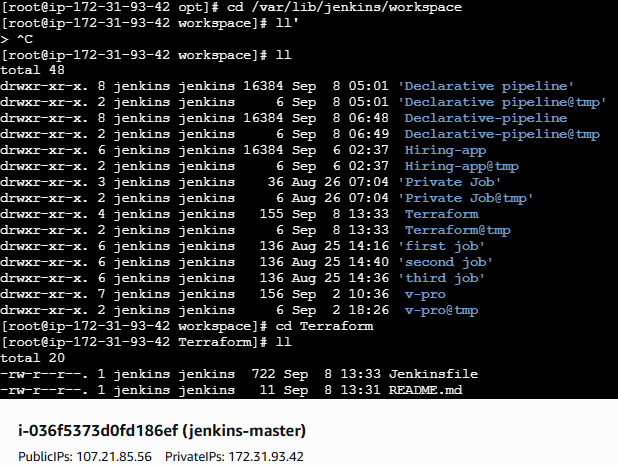 [root@ip-172-31-93-42 opt]# cd /var/lib/jenkins/workspace
[root@ip-172-31-93-42 workspace]# ll'
> ^C
[root@ip-172-31-93-42 workspace]# ll
total 48
drwxr-xr-x. 8 jenkins jenkins 16384 Sep  8 05:01 'Declarative pipeline'
drwxr-xr-x. 2 jenkins jenkins     6 Sep  8 05:01 'Declarative pipeline@tmp'
drwxr-xr-x. 8 jenkins jenkins 16384 Sep  8 06:48  Declarative-pipeline
drwxr-xr-x. 2 jenkins jenkins     6 Sep  8 06:49  Declarative-pipeline@tmp
drwxr-xr-x. 6 jenkins jenkins 16384 Sep  6 02:37  Hiring-app
drwxr-xr-x. 2 jenkins jenkins     6 Sep  6 02:37  Hiring-app@tmp
drwxr-xr-x. 3 jenkins jenkins    36 Aug 26 07:04 'Private Job'
drwxr-xr-x. 2 jenkins jenkins     6 Aug 26 07:04 'Private Job@tmp'
drwxr-xr-x. 4 jenkins jenkins   155 Sep  8 13:33  Terraform
drwxr-xr-x. 2 jenkins jenkins     6 Sep  8 13:33  Terraform@tmp
drwxr-xr-x. 6 jenkins jenkins   136 Aug 25 14:16 'first job'
drwxr-xr-x. 6 jenkins jenkins   136 Aug 25 14:40 'second job'
drwxr-xr-x. 6 jenkins jenkins   136 Aug 25 14:36 'third job'
drwxr-xr-x. 7 jenkins jenkins   156 Sep  2 10:36  v-pro
drwxr-xr-x. 2 jenkins jenkins     6 Sep  2 18:26  v-pro@tmp
[root@ip-172-31-93-42 workspace]# cd Terraform
[root@ip-172-31-93-42 Terraform]# ll
total 20
-rw-r--r--. 1 jenkins jenkins  722 Sep  8 13:33 Jenkinsfile
-rw-r--r--. 1 jenkins jenkins   11 Sep  8 13:31 README.md
i-036f5373d0fd186ef (jenkins-master)
PublicIPs: 107.21.85.56 PrivateIPs: 172.31.93.42